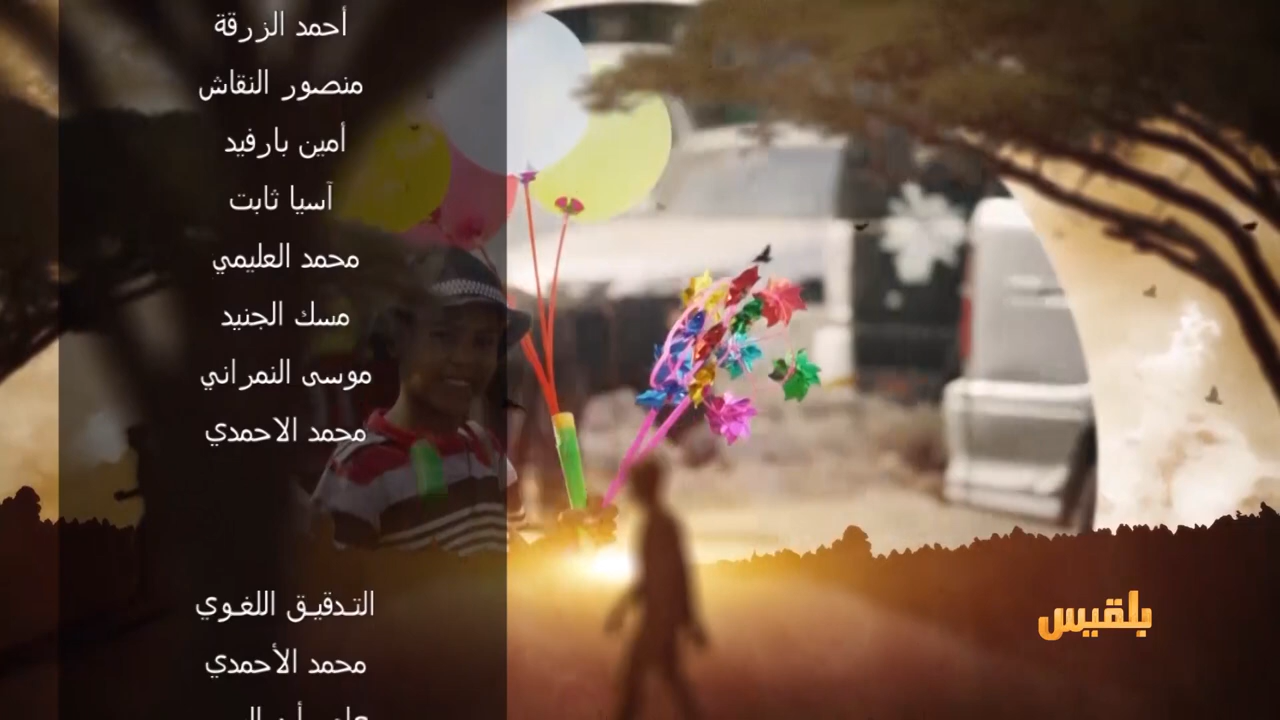 أحمد الزرقة
منصور النقاش
أمين بارفيد
آسيا ثابت
محمد العليمي
مسك الجنيد
موسى النمراني
محمد الاحمدي
التدقيق اللغوي
محمد الأحمدي
بلقيس